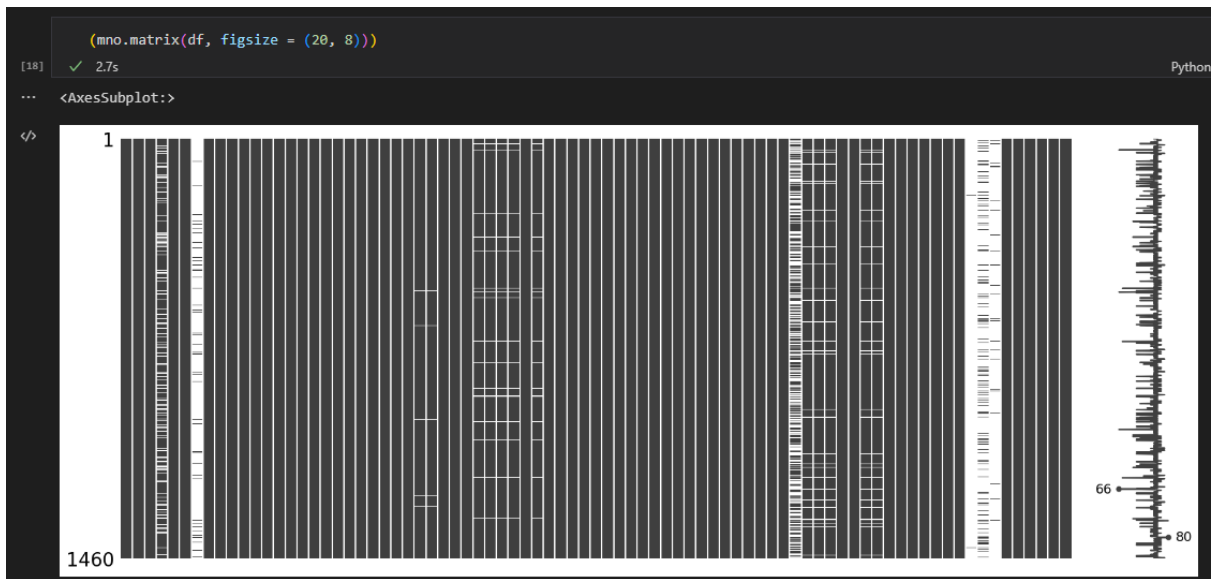 (mno.matrix(df, figsize = (20, 8)))
[18] ✓ 2.7s
Python
... <AxesSubplot:>
</>
1
66
80
1460